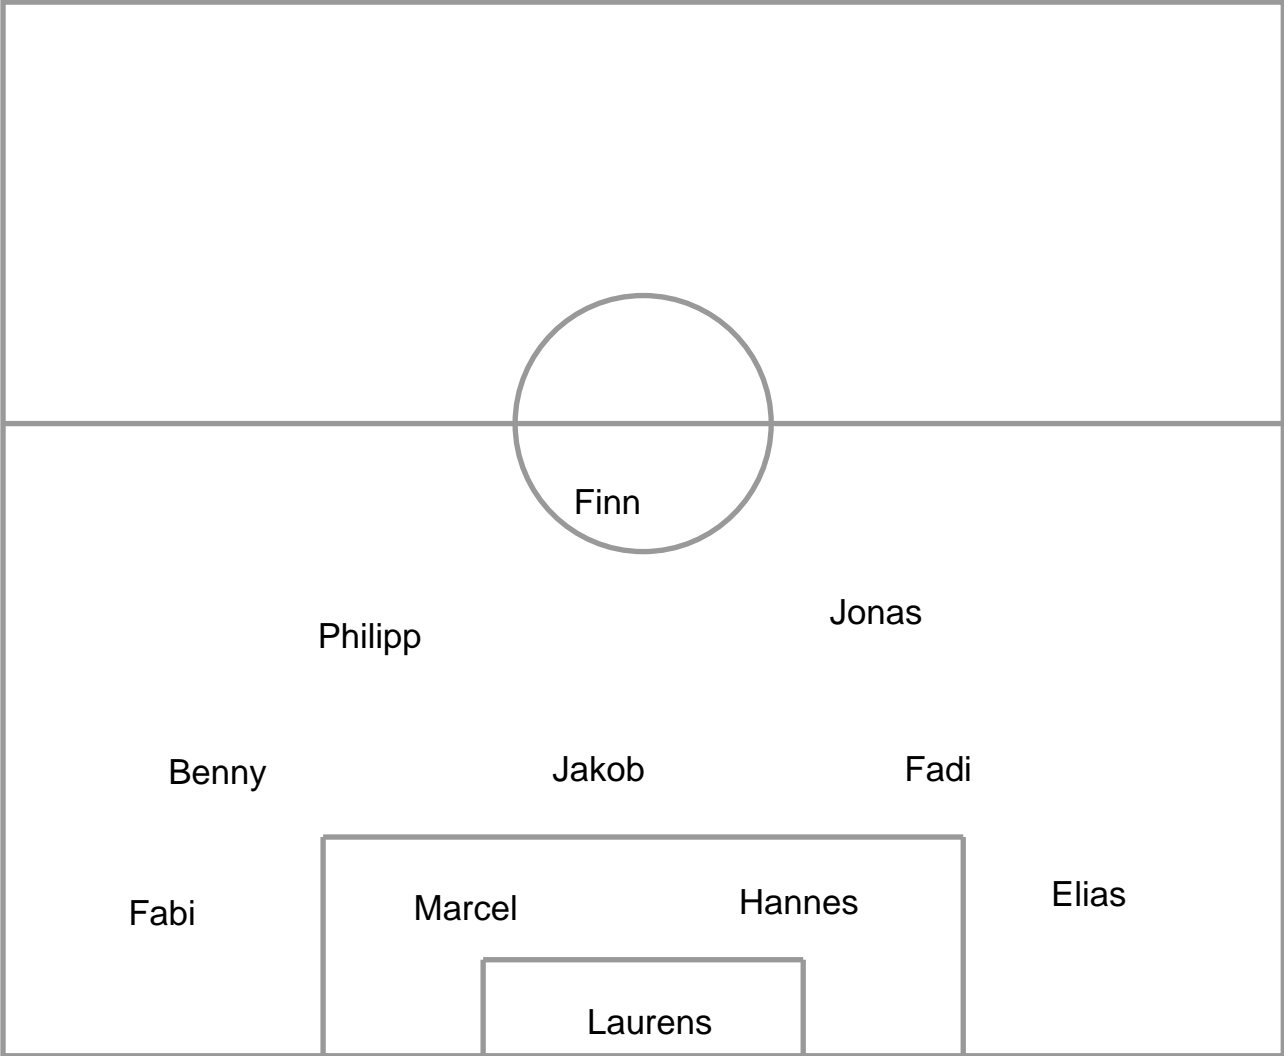 Finn
Jonas
Philipp
Benny
Jakob
Fadi
Fabi
Marcel
Hannes
Elias
Laurens